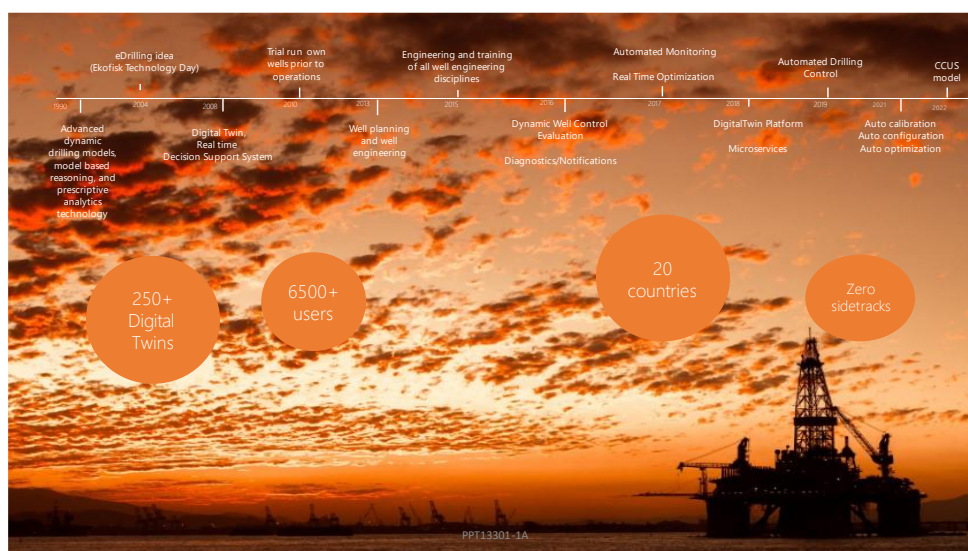 eDrilling idea
(Ekofisk Technology Day)
Trial run own
wells prior to
operations
Engineering and training
of all well engineering
disciplines
Automated Monitoring
Real Time Optimization
Automated Drilling
Control
CCUS
model
1990
2004
2008
2010
2013
2015
2016
2017
2018
2019
2021
2022
Advanced
dynamic
drilling models,
model based
reasoning, and
prescriptive
analytics
technology
Digital Twin,
Real time
Decision Support System
Well planning
and well
engineering
Dynamic Well Control
Evaluation
Diagnostics/Notifications
DigitalTwin Platform
Microservices
Auto calibration
Auto configuration
Auto optimization
250+
Digital
Twins
6500+
users
20
countries
Zero
sidetracks
PPT13301-1A